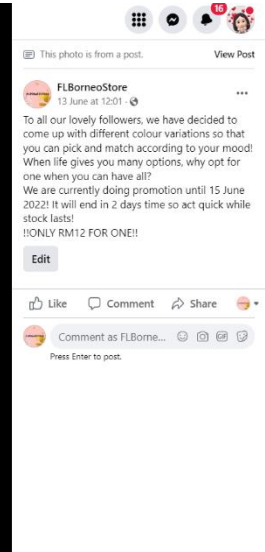 16
This photo is from a post.
View Post
FLBorneoStore
13 June at 12:01 ·
To all our lovely followers, we have decided to
come up with different colour variations so that
you can pick and match according to your mood!
When life gives you many options, why opt for
one when you can have all?
We are currently doing promotion until 15 June
2022! It will end in 2 days time so act quick while
stock lasts!
!!ONLY RM12 FOR ONE!!
Edit
Like Comment Share
Comment as FLBorne...
GIF
Press Enter to post.